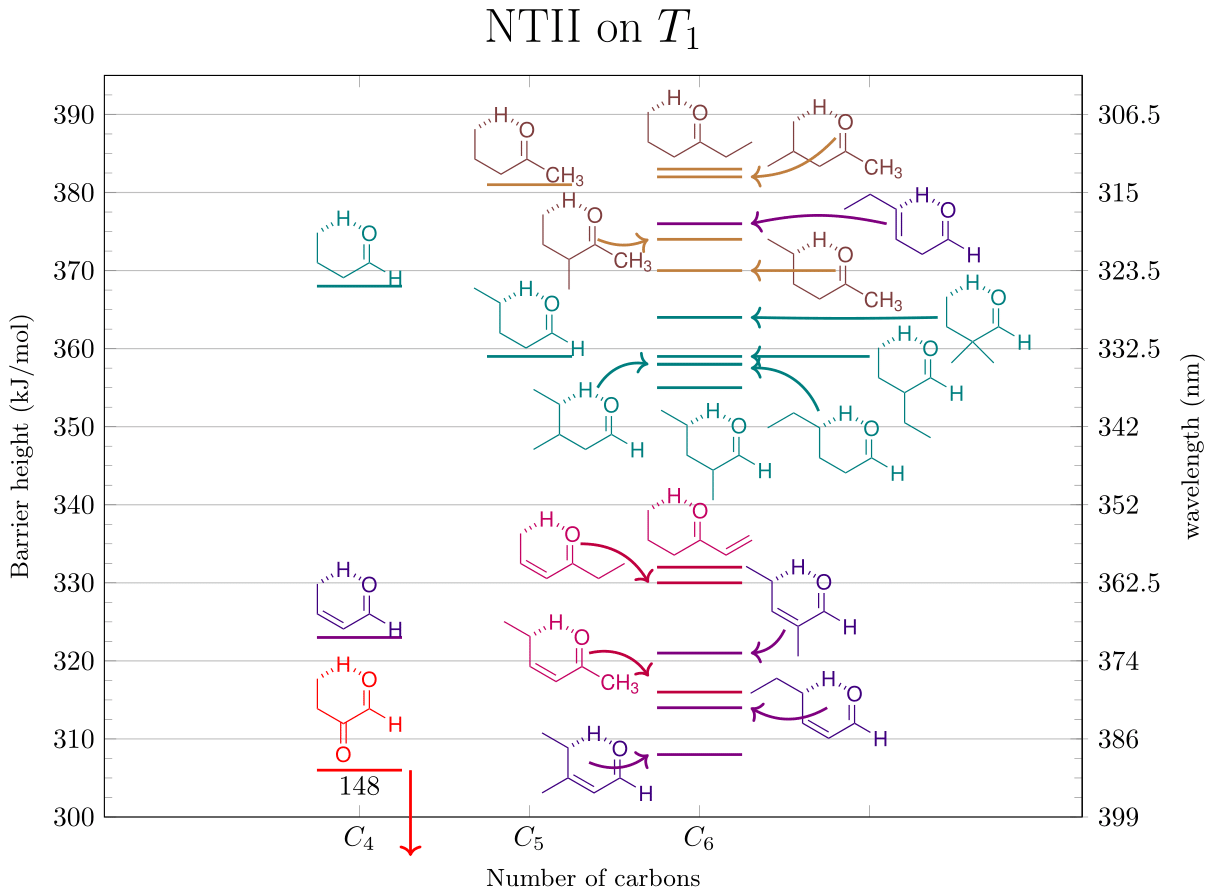 NTII on T₁
390
380
370
360
350
340
330
320
310
300
Barrier height (kJ/mol)
306.5
315
323.5
332.5
342
352
362.5
374
386
399
wavelength (nm)
H O CH₃
H O
H O CH₃
H O H
H O CH₃
H O H
H O CH₃
H O H
H O H
H O H
H O H
H O H
H O H
H O
H O
H O H
H O H
H O CH₃
H O H O
H O H
H O H
148
C₄
C₅
C₆
Number of carbons